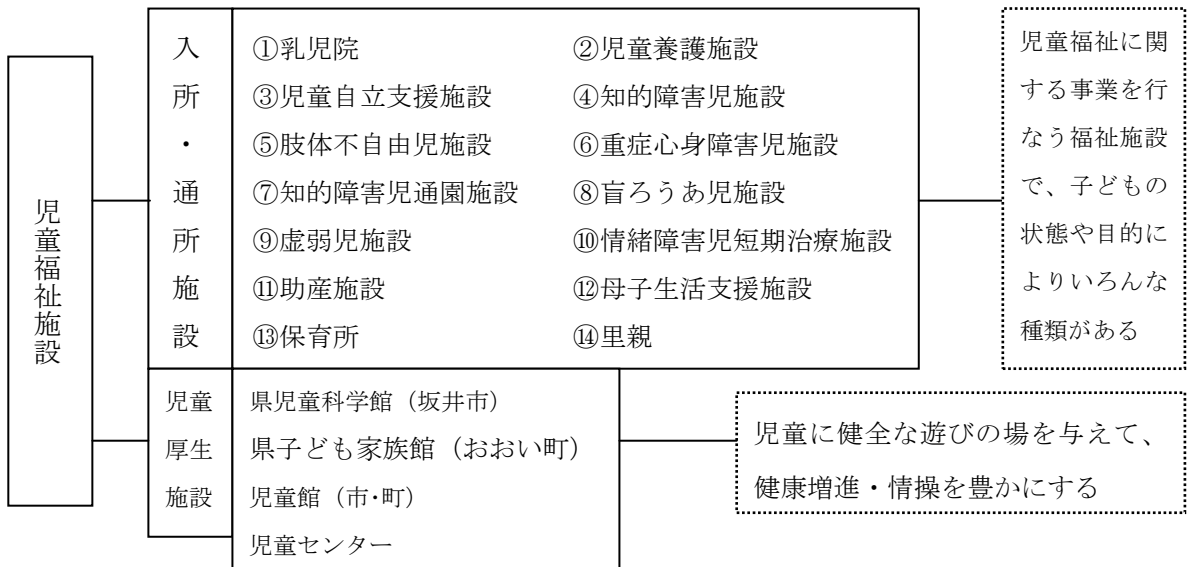 児童福祉施設
入所・通所施設
①乳児院 ②児童養護施設
③児童自立支援施設 ④知的障害児施設
⑤肢体不自由児施設 ⑥重症心身障害児施設
⑦知的障害児通園施設 ⑧盲ろうあ児施設
⑨虚弱児施設 ⑩情緒障害児短期治療施設
⑪助産施設 ⑫母子生活支援施設
⑬保育所 ⑭里親
児童福祉に関
する事業を行
なう福祉施設
で、子どもの
状態や目的に
よりいろんな
種類がある
児童
厚生
施設
県児童科学館（坂井市）
県子ども家族館（おおい町）
児童館（市・町）
児童センター
児童に健全な遊びの場を与えて、
健康増進・情操を豊かにする